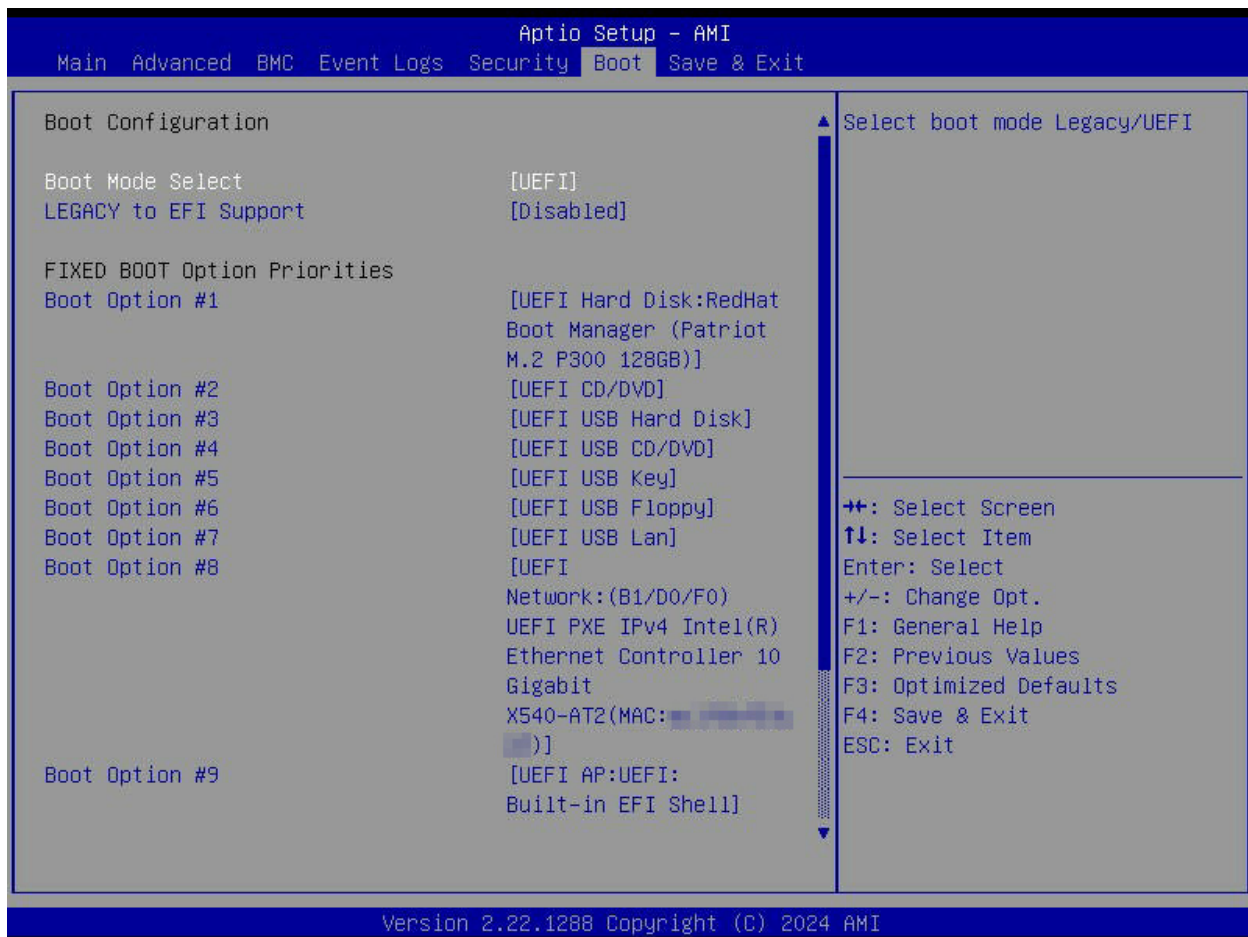 Aptio Setup – AMI
Main Advanced BMC Event Logs Security Boot Save & Exit
Boot Configuration
Boot Mode Select [UEFI]
LEGACY to EFI Support [Disabled]
FIXED BOOT Option Priorities
Boot Option #1 [UEFI Hard Disk:RedHat
Boot Manager (Patriot
M.2 P300 128GB)]
Boot Option #2 [UEFI CD/DVD]
Boot Option #3 [UEFI USB Hard Disk]
Boot Option #4 [UEFI USB CD/DVD]
Boot Option #5 [UEFI USB Key]
Boot Option #6 [UEFI USB Floppy]
Boot Option #7 [UEFI USB Lan]
Boot Option #8 [UEFI
Network:(B1/D0/F0)
UEFI PXE IPv4 Intel(R)
Ethernet Controller 10
Gigabit
X540-AT2(MAC:
)]
Boot Option #9 [UEFI AP:UEFI:
Built-in EFI Shell]
Select boot mode Legacy/UEFI
→←: Select Screen
↑↓: Select Item
Enter: Select
+/-: Change Opt.
F1: General Help
F2: Previous Values
F3: Optimized Defaults
F4: Save & Exit
ESC: Exit
Version 2.22.1288 Copyright (C) 2024 AMI